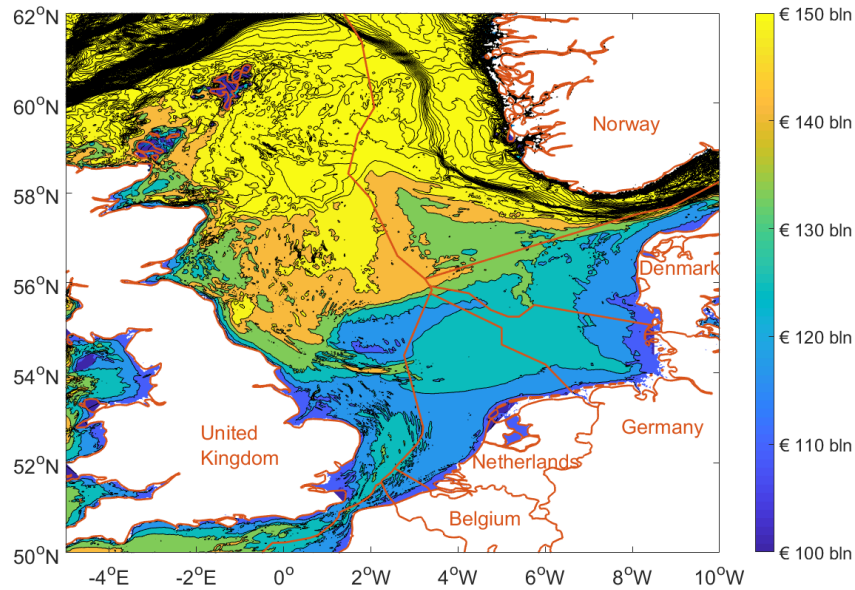 62°N
60°N
58°N
56°N
54°N
52°N
50°N
-4°E
-2°E
0°
2°W
4°W
6°W
8°W
10°W
Norway
Denmark
Germany
Netherlands
Belgium
United
Kingdom
€ 150 bln
€ 140 bln
€ 130 bln
€ 120 bln
€ 110 bln
€ 100 bln